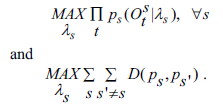 MAX ∏ p_s(O_t^s|λ_s), ∀s
λ_s t
and
MAX ∑ ∑ D(p_s, p_s') .
λ_s s s'≠s